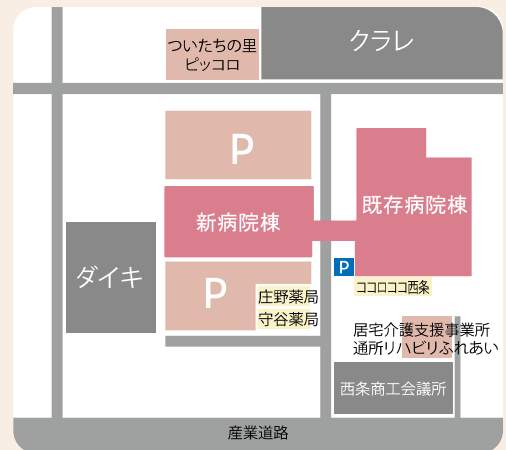 クラレ
ついたちの里
ピッコロ
P
既存病院棟
新病院棟
ダイキ
P
P
ココロココ西条
庄野薬局
守谷薬局
居宅介護支援事業所
通所リハビリふれあい
西条商工会議所
産業道路